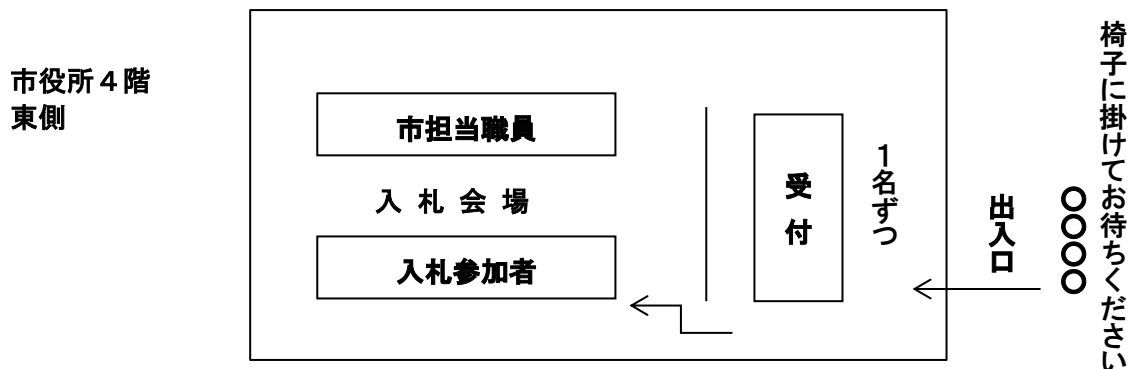 市役所４階
東側
市担当職員
入札会場
入札参加者
受付
１名ずつ
出入口
○○○○
椅子に掛けてお待ちください